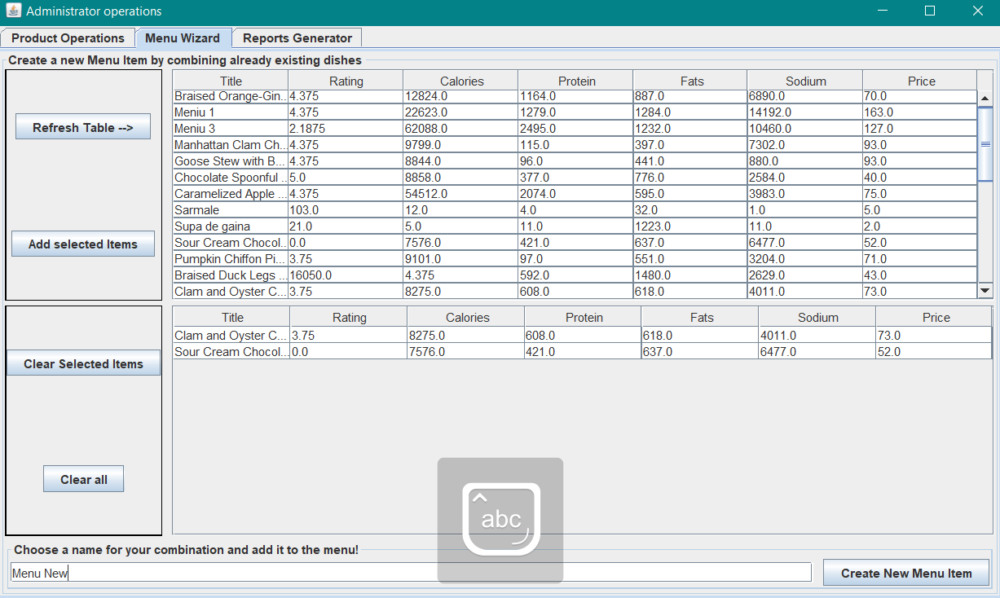 Administrator operations
Product Operations Menu Wizard Reports Generator
Create a new Menu Item by combining already existing dishes
Refresh Table -->
Add selected Items
Title Rating Calories Protein Fats Sodium Price
Braised Orange-Gin... 4.375 12824.0 1164.0 887.0 6890.0 70.0
Meniu 1 4.375 22623.0 1279.0 1284.0 14192.0 163.0
Meniu 3 2.1875 62088.0 2495.0 1232.0 10460.0 127.0
Manhattan Clam Ch... 4.375 9799.0 115.0 397.0 7302.0 93.0
Goose Stew with B... 4.375 8844.0 96.0 441.0 880.0 93.0
Chocolate Spoonful ... 5.0 8858.0 377.0 776.0 2584.0 40.0
Caramelized Apple ... 4.375 54512.0 2074.0 595.0 3983.0 75.0
Sarmale 103.0 12.0 4.0 32.0 1.0 5.0
Supa de gaina 21.0 5.0 11.0 1223.0 11.0 2.0
Sour Cream Chocol... 0.0 7576.0 421.0 637.0 6477.0 52.0
Pumpkin Chiffon Pi... 3.75 9101.0 97.0 551.0 3204.0 71.0
Braised Duck Legs ... 16050.0 4.375 592.0 1480.0 2629.0 43.0
Clam and Oyster C... 3.75 8275.0 608.0 618.0 4011.0 73.0
Clear Selected Items
Clear all
Title Rating Calories Protein Fats Sodium Price
Clam and Oyster C... 3.75 8275.0 608.0 618.0 4011.0 73.0
Sour Cream Chocol... 0.0 7576.0 421.0 637.0 6477.0 52.0
abc
Choose a name for your combination and add it to the menu!
Menu New
Create New Menu Item